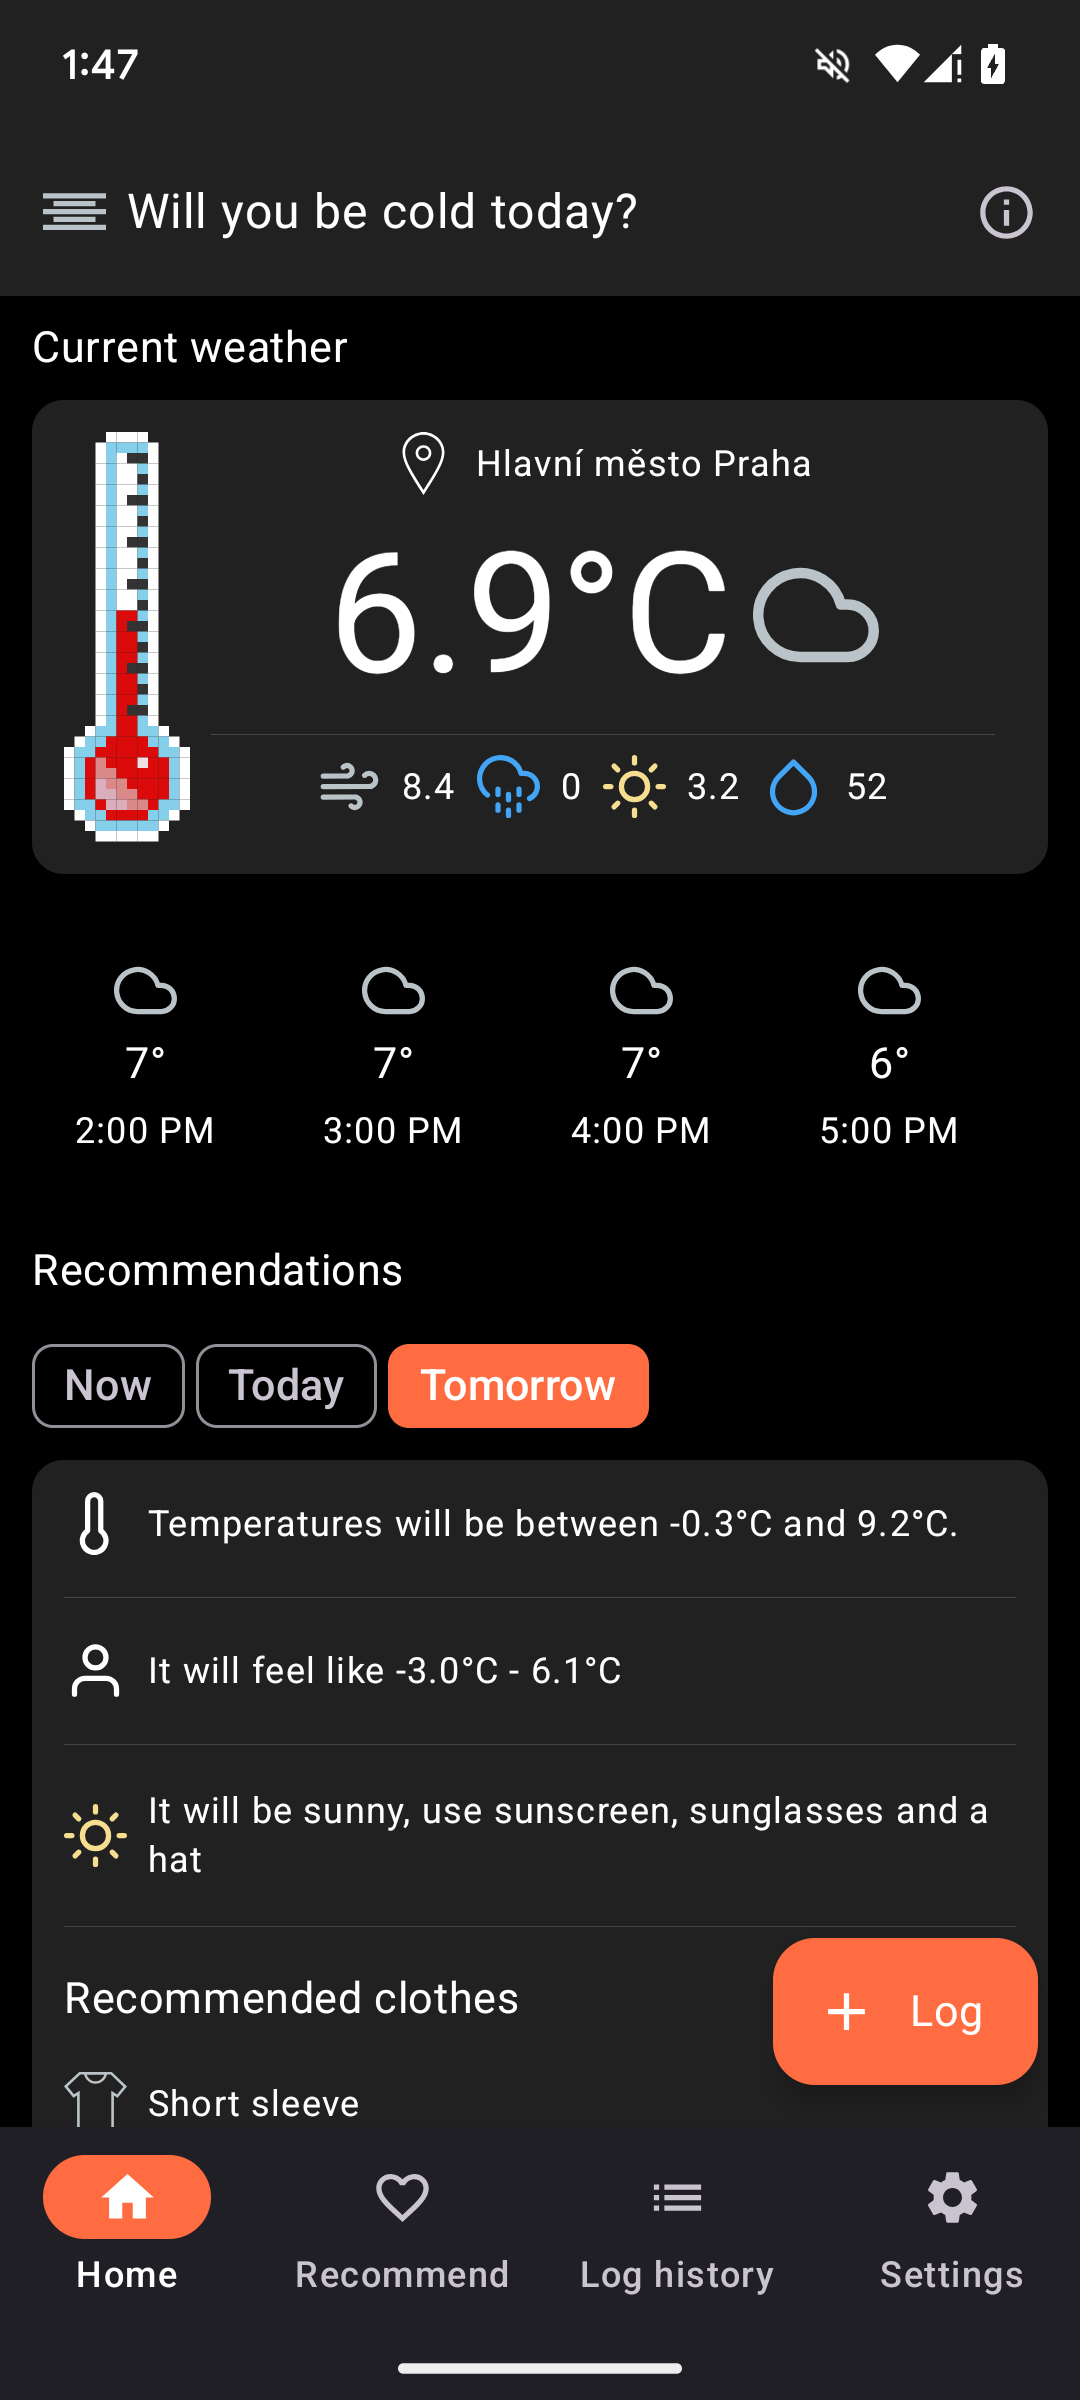 1:47
Will you be cold today?
Current weather
Hlavní město Praha
6.9°C
8.4 0 3.2 52
7° 7° 7° 6°
2:00 PM 3:00 PM 4:00 PM 5:00 PM
Recommendations
Now Today Tomorrow
Temperatures will be between -0.3°C and 9.2°C.
It will feel like -3.0°C - 6.1°C
It will be sunny, use sunscreen, sunglasses and a
hat
Recommended clothes
+ Log
Short sleeve
Home Recommend Log history Settings